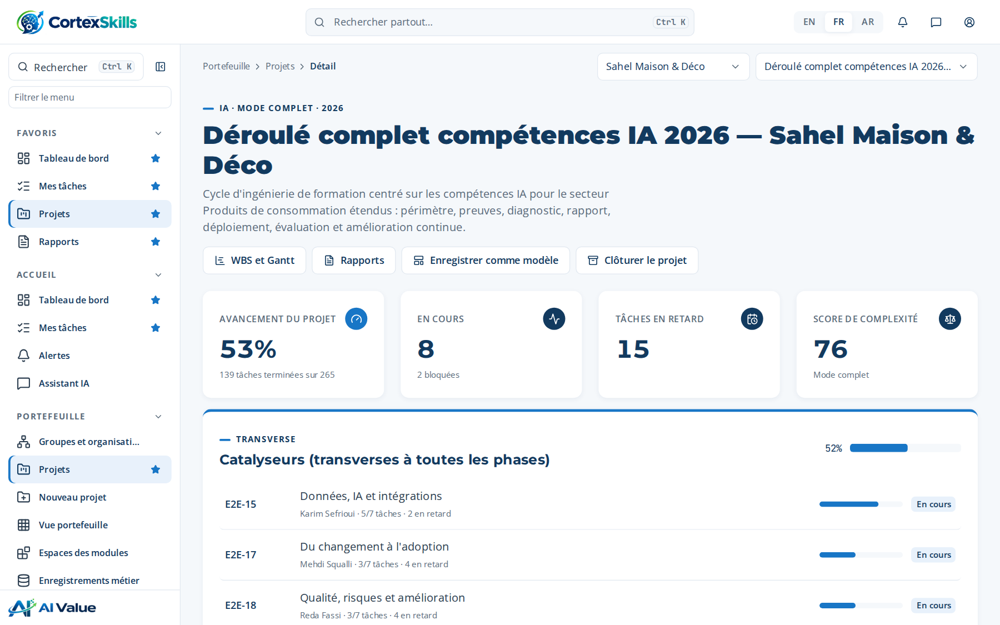 CortexSkills
Rechercher partout...
Ctrl K
EN
FR
AR
Rechercher
Ctrl K
Filtrer le menu
FAVORIS
Tableau de bord
Mes tâches
Projets
Rapports
ACCUEIL
Tableau de bord
Mes tâches
Alertes
Assistant IA
PORTEFEUILLE
Groupes et organisati...
Projets
Nouveau projet
Vue portefeuille
Espaces des modules
Enregistrements métier
AI Value
Portefeuille > Projets > Détail
Sahel Maison & Déco
Déroulé complet compétences IA 2026...
IA · MODE COMPLET · 2026
Déroulé complet compétences IA 2026 — Sahel Maison &
Déco
Cycle d'ingénierie de formation centré sur les compétences IA pour le secteur
Produits de consommation étendus : périmètre, preuves, diagnostic, rapport,
déploiement, évaluation et amélioration continue.
WBS et Gantt
Rapports
Enregistrer comme modèle
Clôturer le projet
AVANCEMENT DU PROJET
53%
139 tâches terminées sur 265
EN COURS
8
2 bloquées
TÂCHES EN RETARD
15
SCORE DE COMPLEXITÉ
76
Mode complet
TRANSVERSE
Catalyseurs (transverses à toutes les phases)
52%
E2E-15
Données, IA et intégrations
Karim Sefrioui · 5/7 tâches · 2 en retard
En cours
E2E-17
Du changement à l'adoption
Mehdi Squalli · 3/7 tâches · 4 en retard
En cours
E2E-18
Qualité, risques et amélioration
Reda Fassi · 3/7 tâches · 4 en retard
En cours